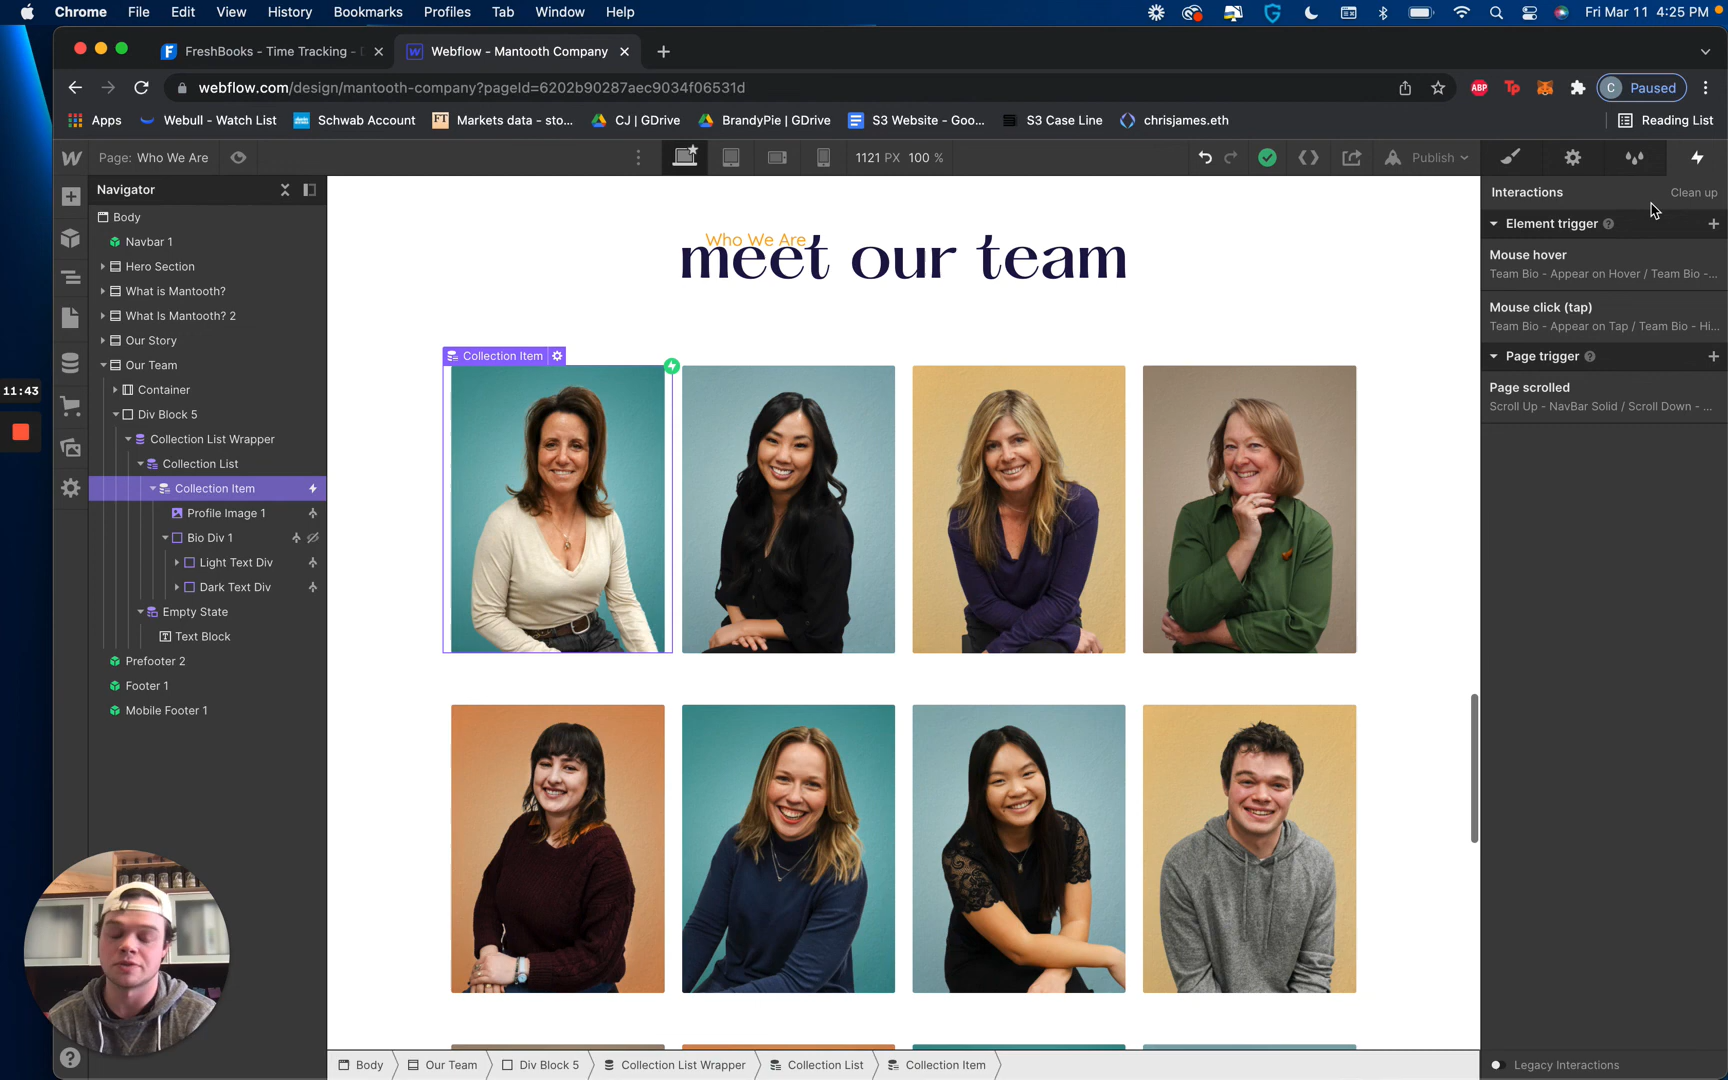 Chrome File Edit View History Bookmarks Profiles Tab Window Help
Fri Mar 11 4:25 PM
FreshBooks - Time Tracking -
Webflow - Mantooth Company
webflow.com/design/mantooth-company?pageId=6202b90287aec9034f06531d
ABP
Tp
C Paused
Apps
Webull - Watch List
Schwab Account
FT Markets data - sto...
CJ | GDrive
BrandyPie | GDrive
S3 Website - Goo...
S3 Case Line
chrisjames.eth
Reading List
Page: Who We Are
1121 PX 100 %
Publish
Navigator
Body
Navbar 1
Hero Section
What is Mantooth?
What Is Mantooth? 2
Our Story
Our Team
Container
Div Block 5
Collection List Wrapper
Collection List
Collection Item
Profile Image 1
Bio Div 1
Light Text Div
Dark Text Div
Empty State
Text Block
Prefooter 2
Footer 1
Mobile Footer 1
11:43
Who We Are
meet our team
Collection Item
Interactions
Clean up
Element trigger
Mouse hover
Team Bio - Appear on Hover / Team Bio -...
Mouse click (tap)
Team Bio - Appear on Tap / Team Bio - Hi...
Page trigger
Page scrolled
Scroll Up - NavBar Solid / Scroll Down - ...
Body
Our Team
Div Block 5
Collection List Wrapper
Collection List
Collection Item
Legacy Interactions